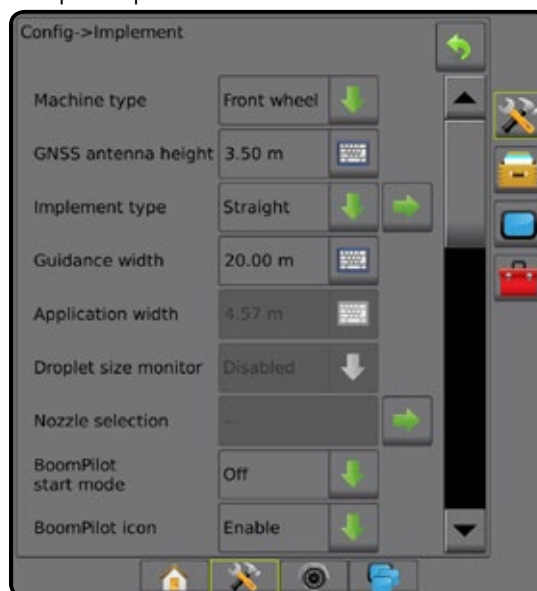 Config->Implement
Machine type Front wheel
GNSS antenna height 3.50 m
Implement type Straight
Guidance width 20.00 m
Application width 4.57 m
Droplet size monitor Disabled
Nozzle selection --
BoomPilot
start mode Off
BoomPilot icon Enable